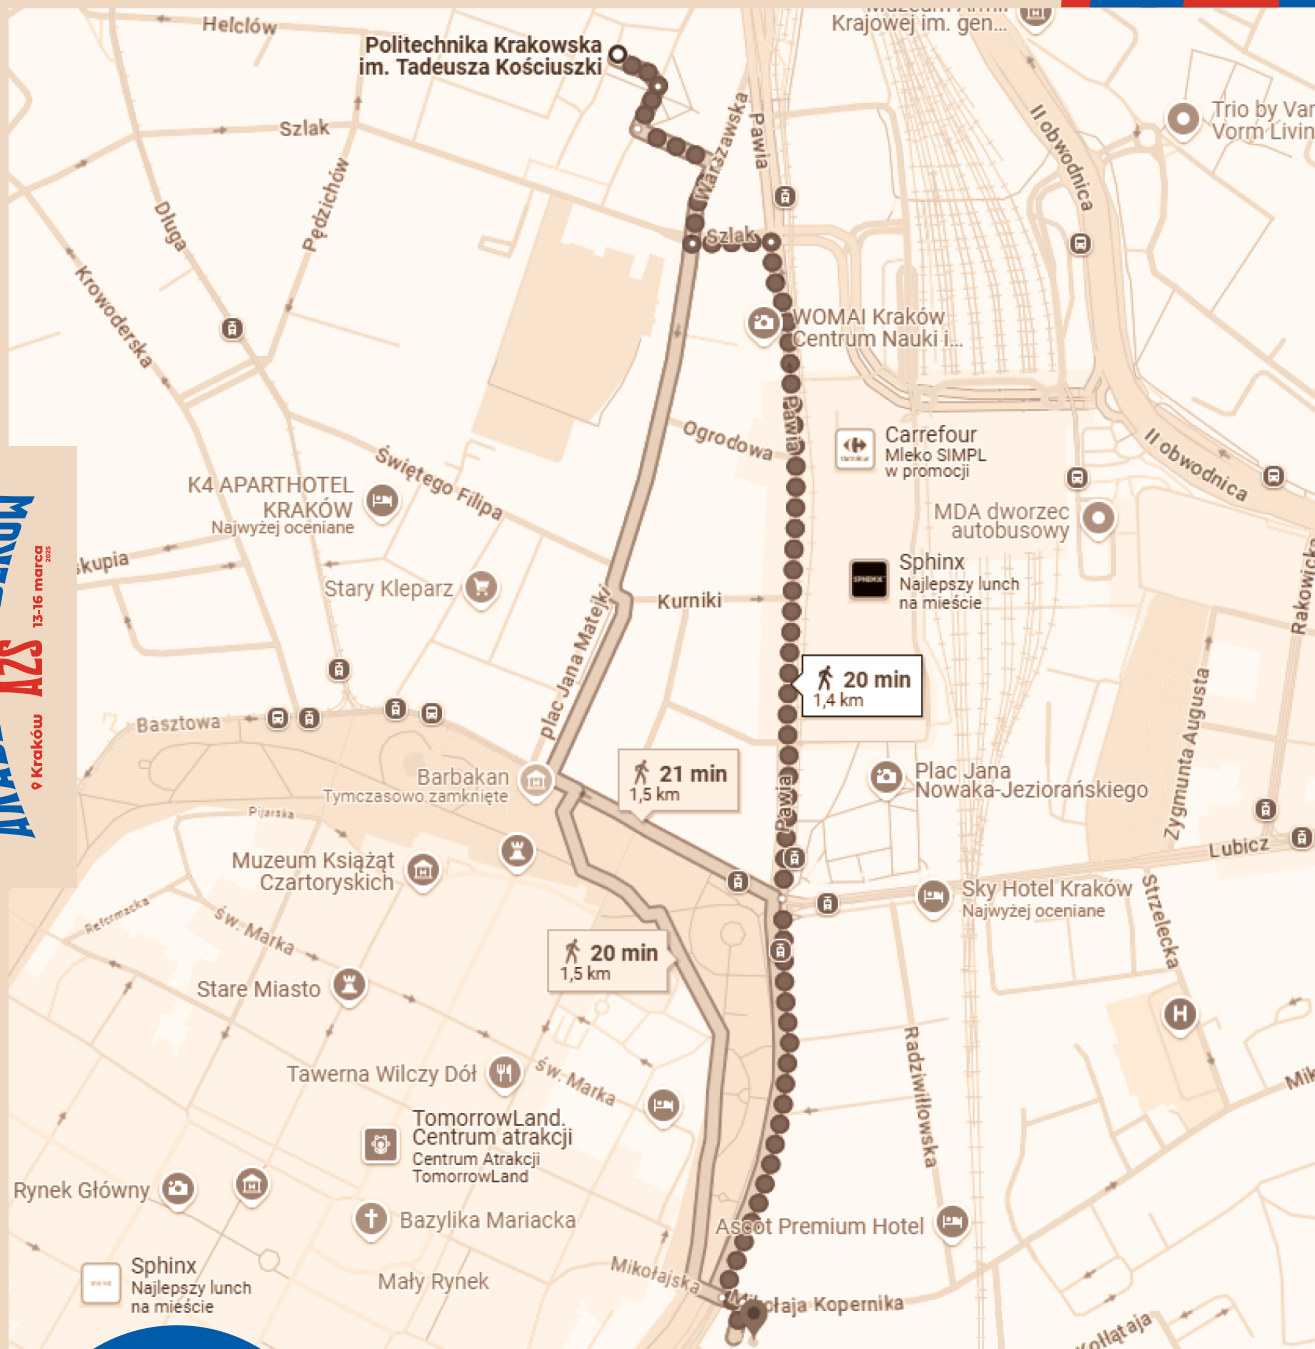 Helclów
Politechnika Krakowska
im. Tadeusza Kościuszki
Krajowej im. gen...
Trio by Var
Vorm Livin
Szlak
Warszawska
Pawia
II obwodnica
Pędzichów
Długa
Szlak
Krowoderska
WOMAI Kraków
Centrum Nauki i...
Pawia
Ogrodowa
Carrefour
Mleko SIMPL
w promocji
II obwodnica
Świętego Filipa
K4 APARTHOTEL
KRAKÓW
Najwyżej oceniane
MDA dworzec
autobusowy
skupia
13-16 marca
2025
Kraków
SZA
Stary Kleparz
Sphinx
Najlepszy lunch
na mieście
SPHINX
Kurniki
plac Jana Matejki
Rakowicka
Zygmunta Augusta
20 min
1,4 km
Basztowa
Barbakan
Tymczasowo zamknięte
21 min
1,5 km
Plac Jana
Nowaka-Jeziorańskiego
Pawia
Pijarska
Lubicz
Muzeum Książąt
Czartoryskich
Sky Hotel Kraków
Najwyżej oceniane
Strzelecka
Reformacka
św. Marka
20 min
1,5 km
Stare Miasto
H
Radziwiłłowska
Tawerna Wilczy Dół
św. Marka
Mik
TomorrowLand.
Centrum atrakcji
Centrum Atrakcji
TomorrowLand
Rynek Główny
Bazylika Mariacka
Ascot Premium Hotel
Sphinx
Najlepszy lunch
na mieście
Mały Rynek
Mikołajska
Mikołaja Kopernika
Kołłątaja